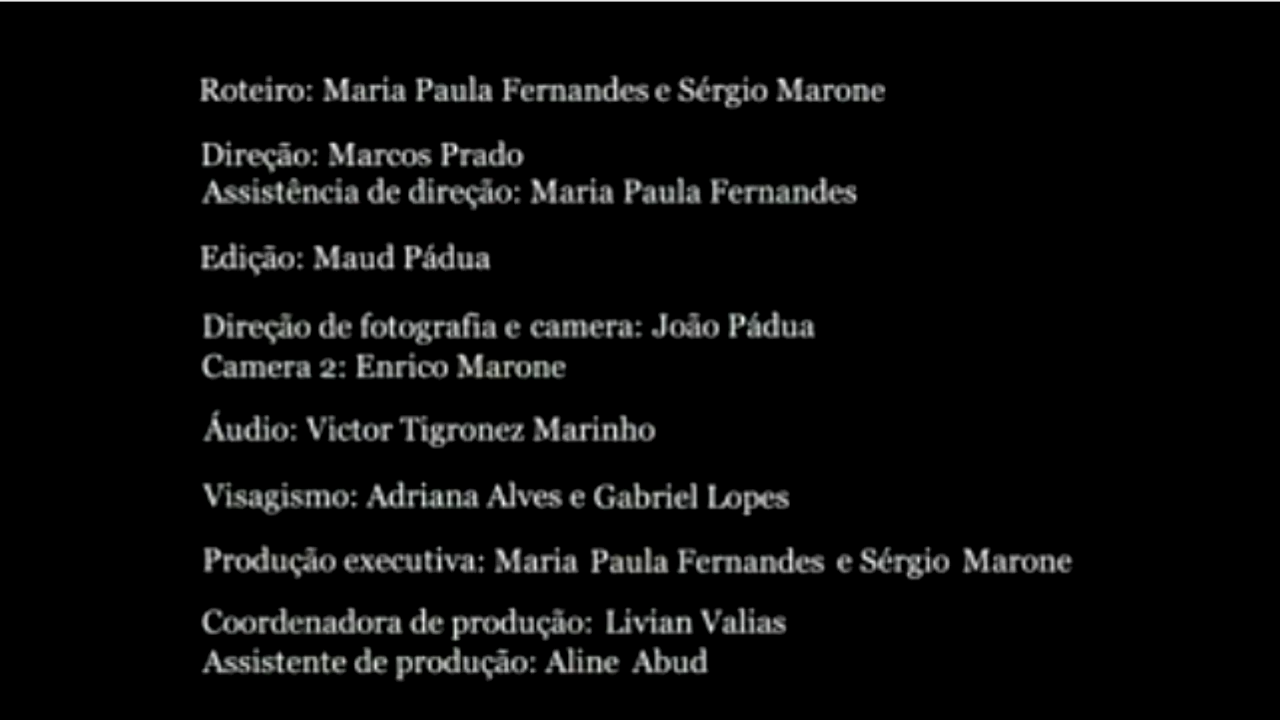 Roteiro: Maria Paula Fernandes e Sérgio Marone
Direção: Marcos Prado
Assistência de direção: Maria Paula Fernandes
Edição: Maud Pádua
Direção de fotografia e camera: João Pádua
Camera 2: Enrico Marone
Áudio: Victor Tigronez Marinho
Visagismo: Adriana Alves e Gabriel Lopes
Produção executiva: Maria Paula Fernandes e Sérgio Marone
Coordenadora de produção: Livian Valias
Assistente de produção: Aline Abud